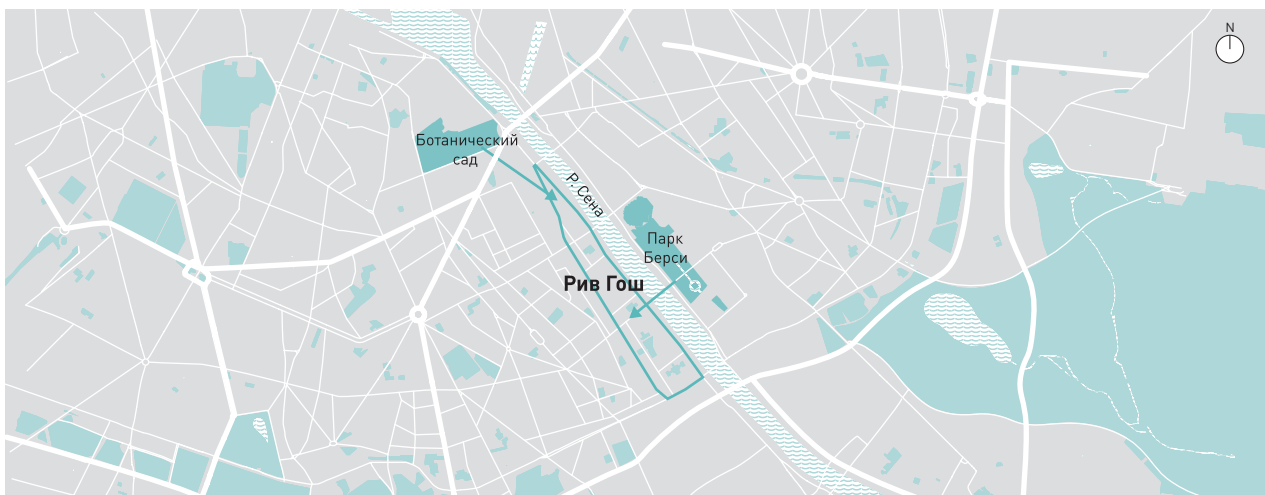 N
Ботанический
сад
Р. Сена
Парк
Берси
Рив Гош